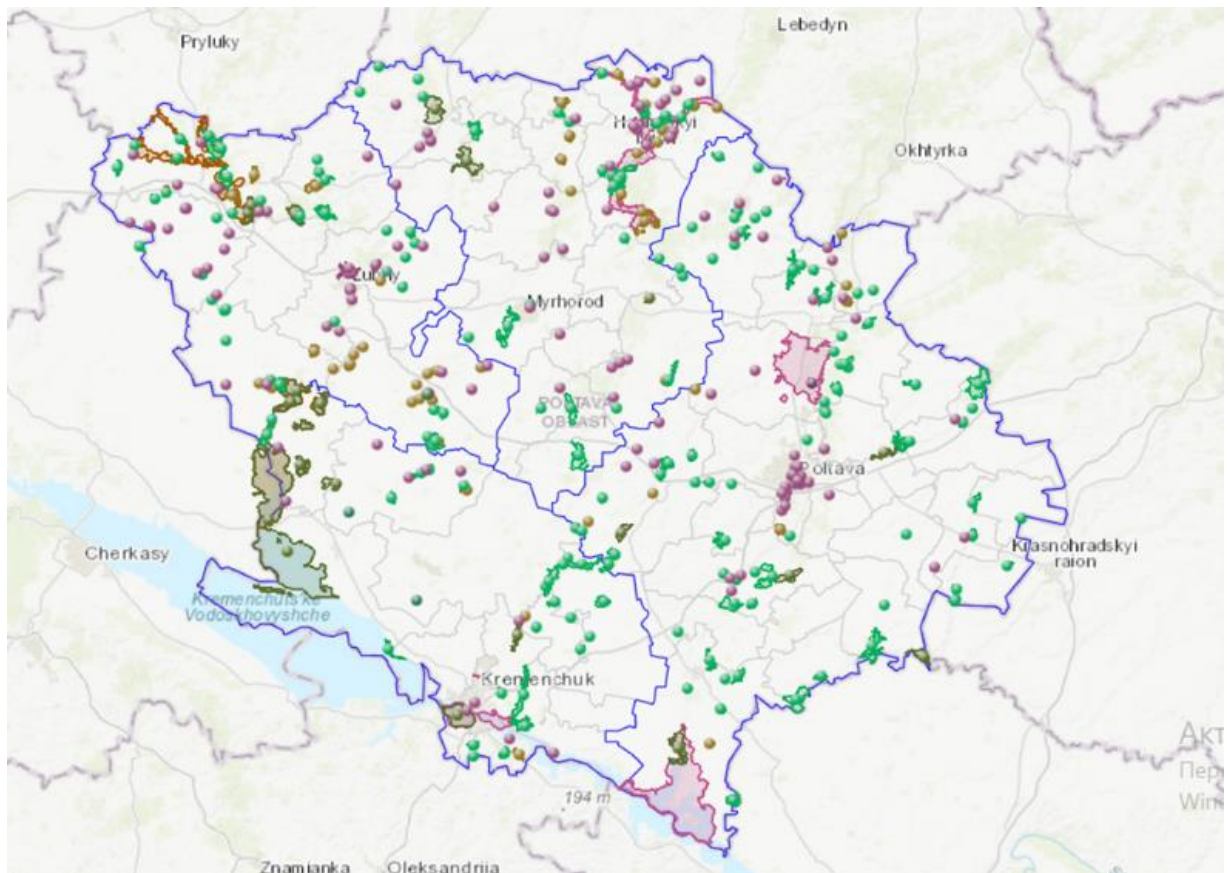 Lebedyn
Pryluky
Okhtyrka
Myrhorod
POLTAVA
OBLAST
Poltava
Krasnohradskyi
raion
Cherkasy
Kremenchuts'ke
Vodoskhovyshche
Kremenchuk
194 m
Znamianka
Oleksandriia